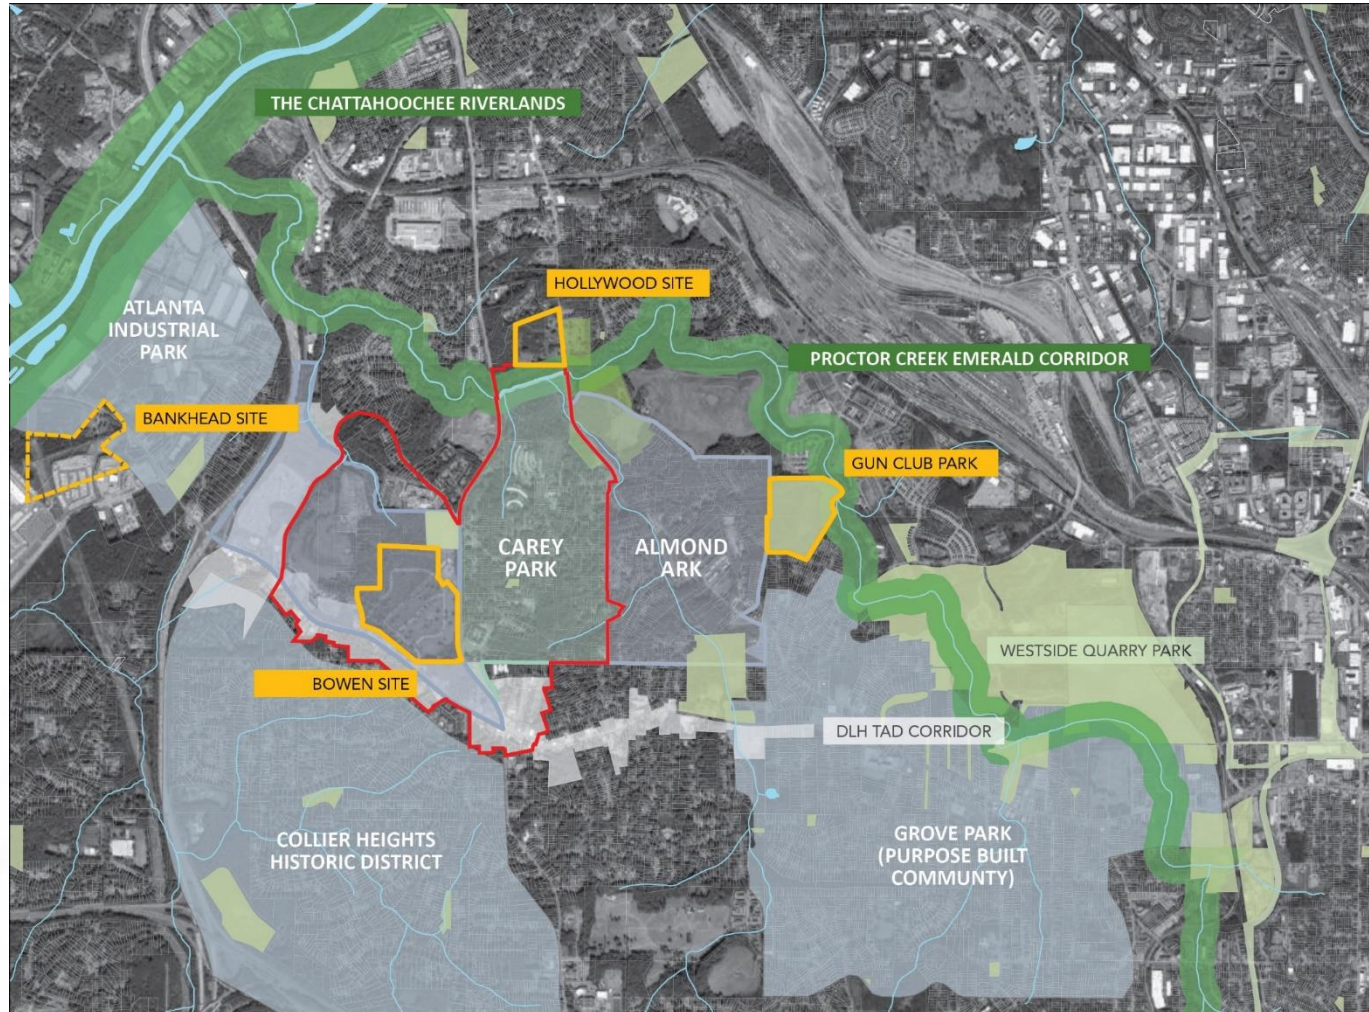 THE CHATTAHOOCHEE RIVERLANDS
HOLLYWOOD SITE
ATLANTA
INDUSTRIAL
PARK
PROCTOR CREEK EMERALD CORRIDOR
BANKHEAD SITE
GUN CLUB PARK
CAREY
PARK
ALMOND
ARK
WESTSIDE QUARRY PARK
BOWEN SITE
DLH TAD CORRIDOR
COLLIER HEIGHTS
HISTORIC DISTRICT
GROVE PARK
(PURPOSE BUILT
COMMUNTY)